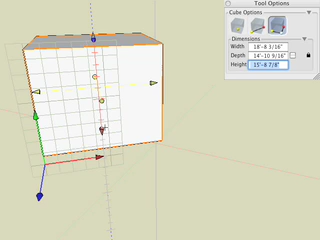 Tool Options
Cube Options
Dimensions
Width 18'-8 3/16"
Depth 14'-10 9/16"
Height 15'-8 7/8"